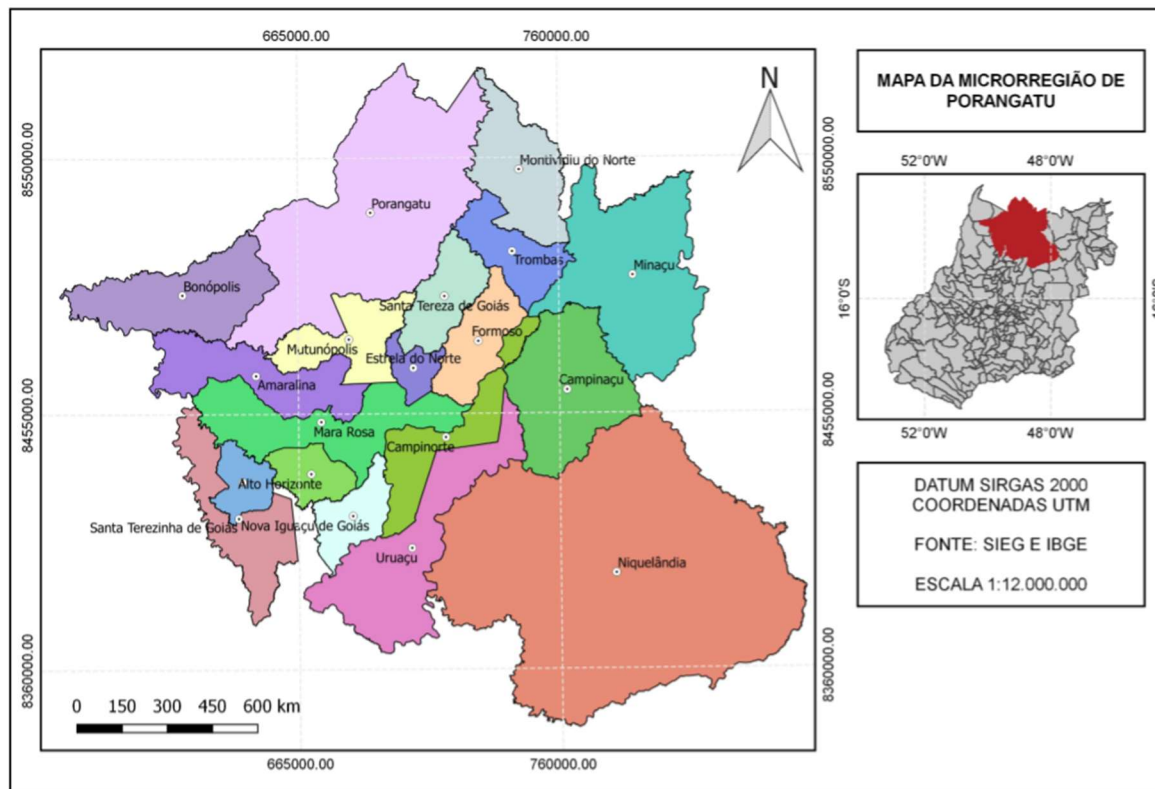 665000.00
760000.00
N
8550000.00
8550000.00
Montividiu do Norte
Porangatu
Trombas
Minaçu
Bonópolis
Santa Tereza de Goiás
Formoso
Mutunópolis
Estrela do Norte
Amaralina
Campinaçu
8455000.00
8455000.00
Mara Rosa
Campinorte
Alto Horizonte
Santa Terezinha de Goiás
Nova Iguaçu de Goiás
Uruaçu
Niquelândia
8360000.00
8360000.00
0 150 300 450 600 km
665000.00
760000.00
MAPA DA MICRORREGIÃO DE
PORANGATU
52°0'W
48°0'W
16°S
52°0'W
48°0'W
DATUM SIRGAS 2000
COORDENADAS UTM
FONTE: SIEG E IBGE
ESCALA 1:12.000.000